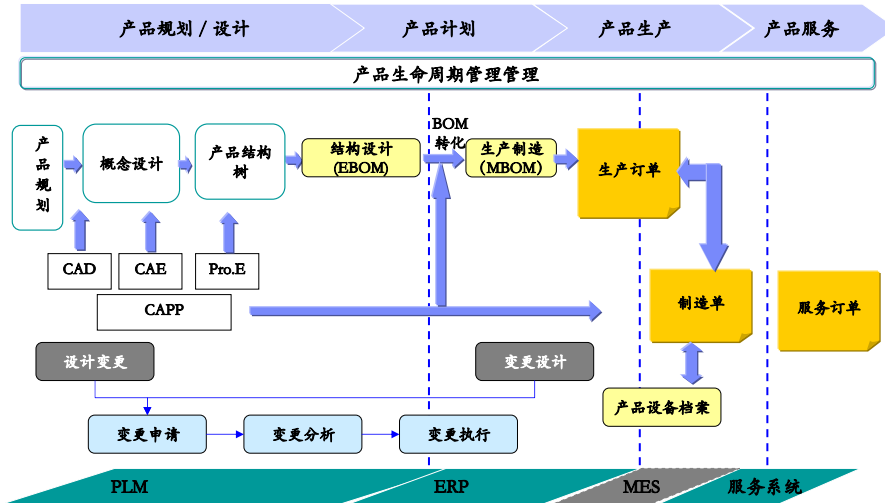 产品规划 / 设计
产品计划
产品生产
产品服务
产品生命周期管理管理
产
品
规
划
概念设计
产品结构
树
结构设计
(EBOM)
BOM
转化
生产制造
（MBOM）
生产订单
CAD
CAE
Pro.E
CAPP
制造单
服务订单
设计变更
变更设计
产品设备档案
变更申请
变更分析
变更执行
PLM
ERP
MES
服务系统